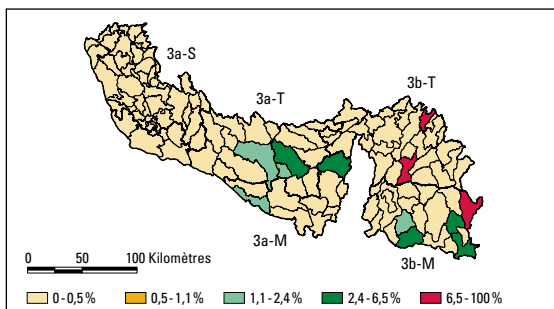 3a-S
3a-T
3b-T
3a-M
3b-M
0 50 100 Kilomètres
0 - 0,5 % 0,5 - 1,1 % 1,1 - 2,4 % 2,4 - 6,5 % 6,5 - 100 %